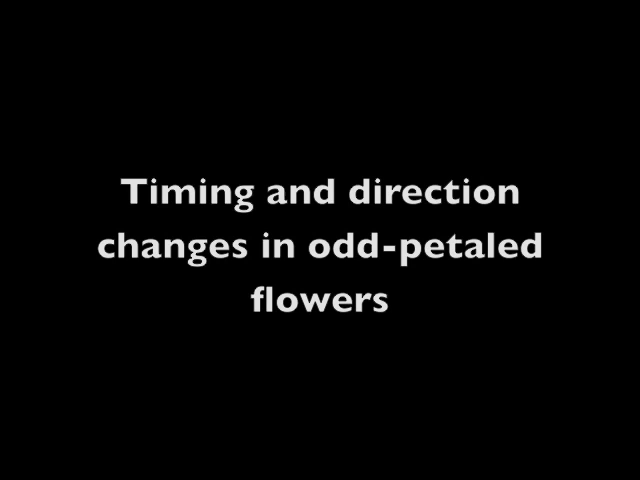 Timing and direction
changes in odd-petaled
flowers